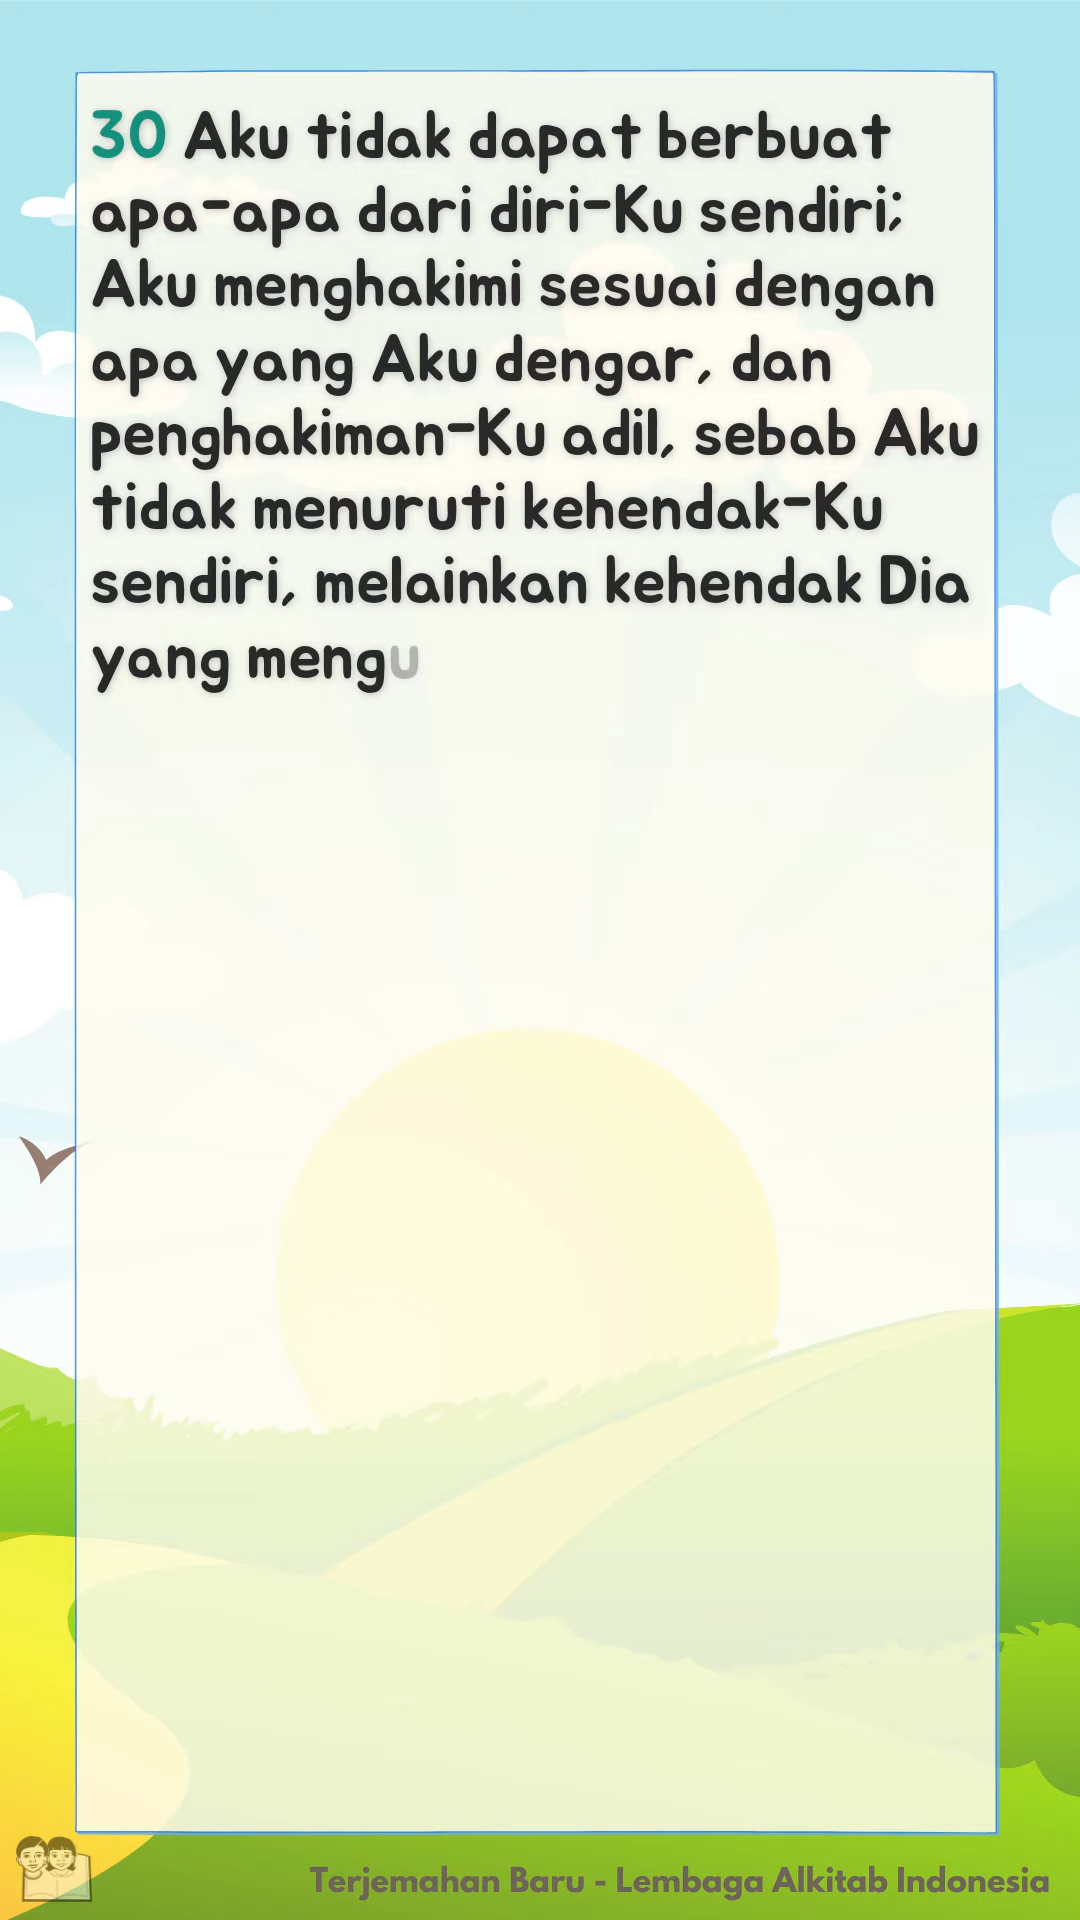 30 Aku tidak dapat berbuat
apa-apa dari diri-Ku sendiri;
Aku menghakimi sesuai dengan
apa yang Aku dengar, dan
penghakiman-Ku adil, sebab Aku
tidak menuruti kehendak-Ku
sendiri, melainkan kehendak Dia
yang mengu
Terjemahan Baru - Lembaga Alkitab Indonesia